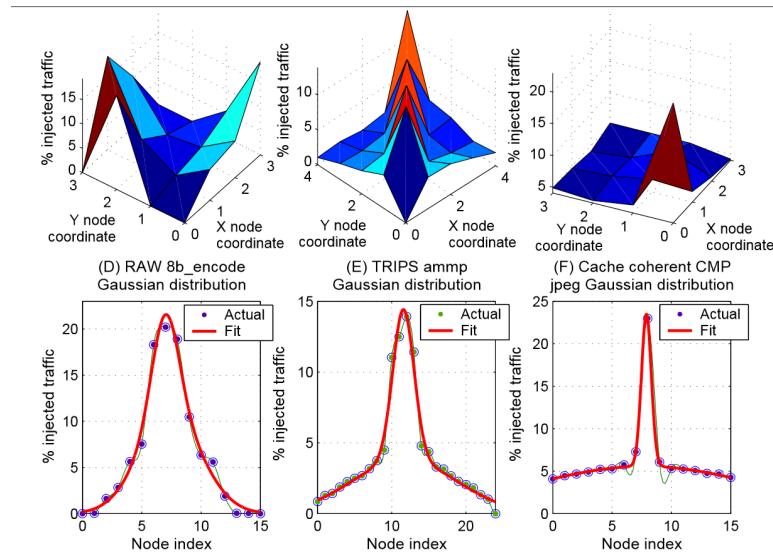 % injected traffic
15
10
5
0
3
2
1
0
Y node
coordinate
0
1
2
3
X node
coordinate
% injected traffic
15
10
5
0
4
2
0
Y node
coordinate
0
2
4
X node
coordinate
% injected traffic
20
15
10
5
3
2
1
0
Y node
coordinate
0
1
2
3
X node
coordinate
(D) RAW 8b_encode
Gaussian distribution
(E) TRIPS ammp
Gaussian distribution
(F) Cache coherent CMP
jpeg Gaussian distribution
% injected traffic
20
15
10
5
0
0
5
10
15
Node index
Actual
Fit
% injected traffic
15
10
5
0
0
10
20
Node index
Actual
Fit
% injected traffic
25
20
15
10
5
0
0
5
10
15
Node index
Actual
Fit